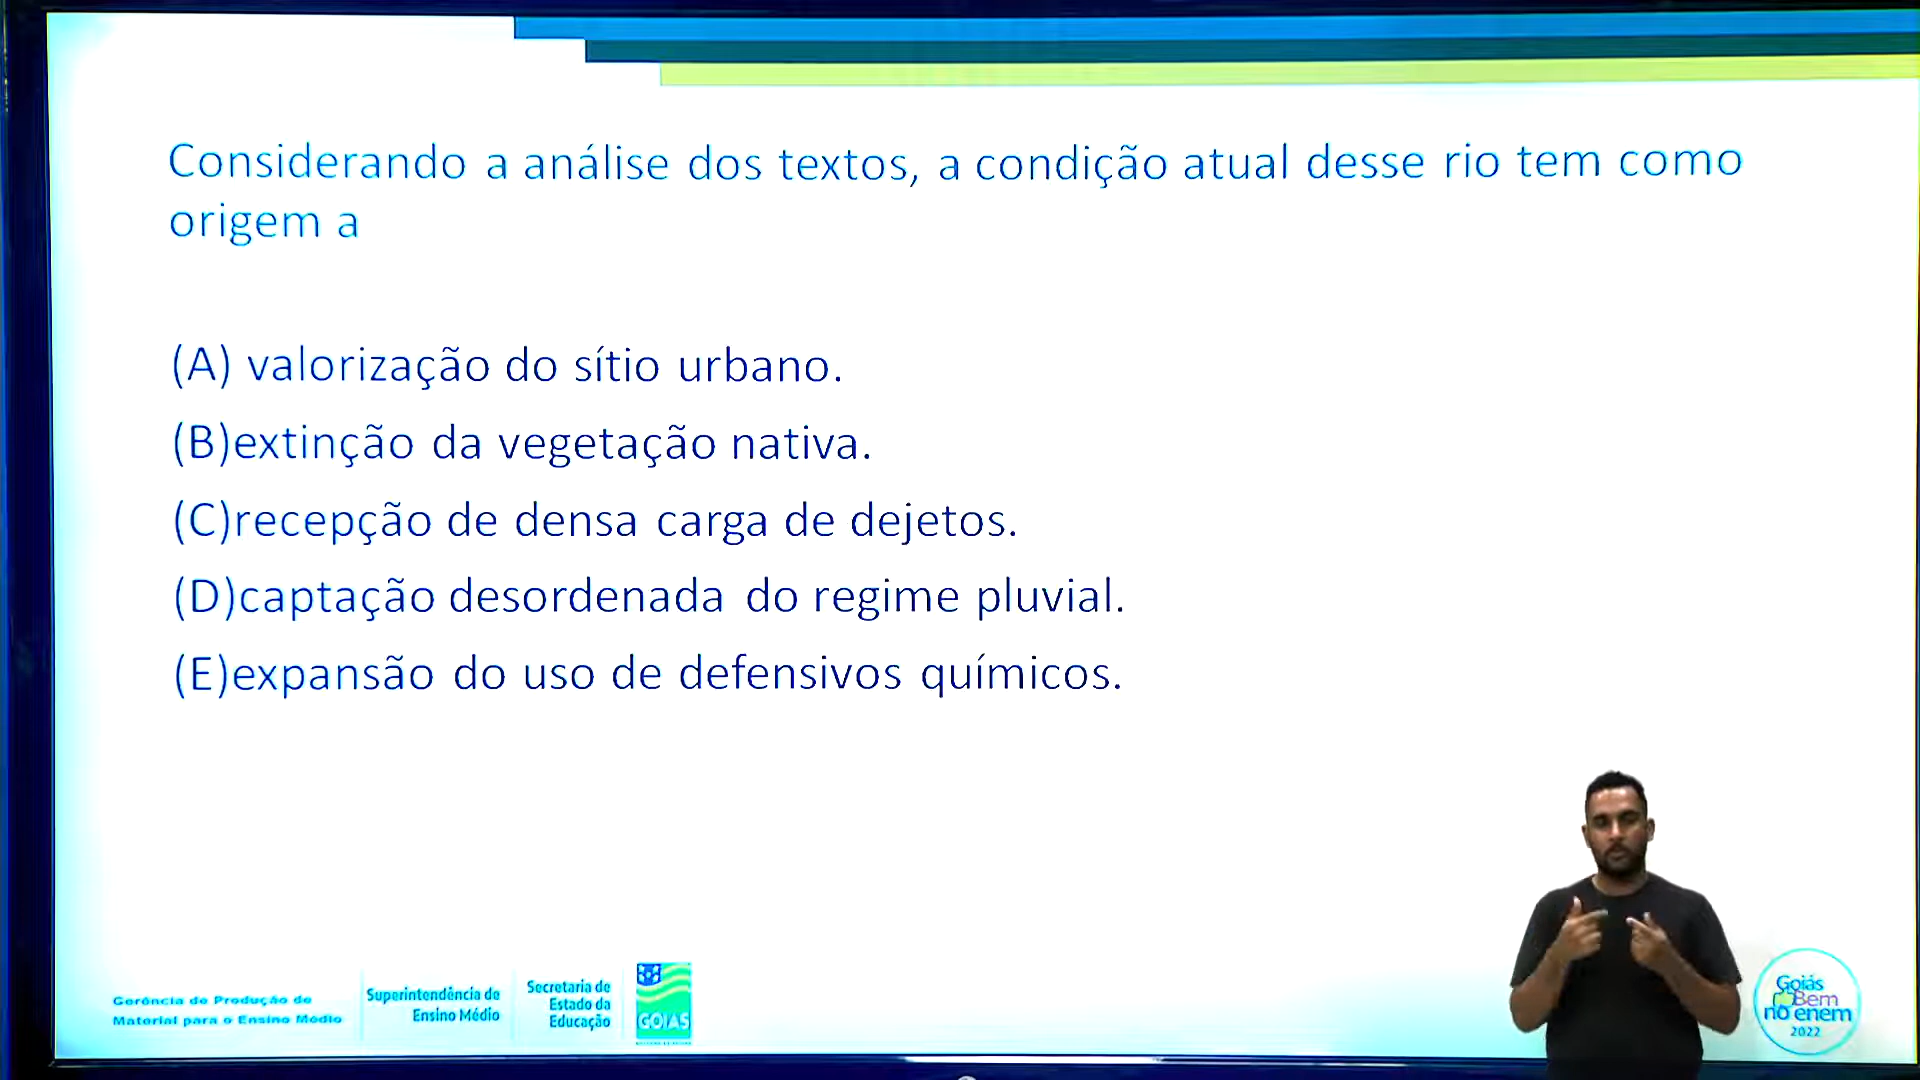 Considerando a análise dos textos, a condição atual desse rio tem como
origem a
(A) valorização do sítio urbano.
(B)extinção da vegetação nativa.
(C)recepção de densa carga de dejetos.
(D)captação desordenada do regime pluvial.
(E)expansão do uso de defensivos químicos.
Gerência de Produção de
Material para o Ensino Médio
Superintendência de
Ensino Médio
Secretaria de
Estado da
Educação
GOIÁS
Goiás
Bem
no enem
2022